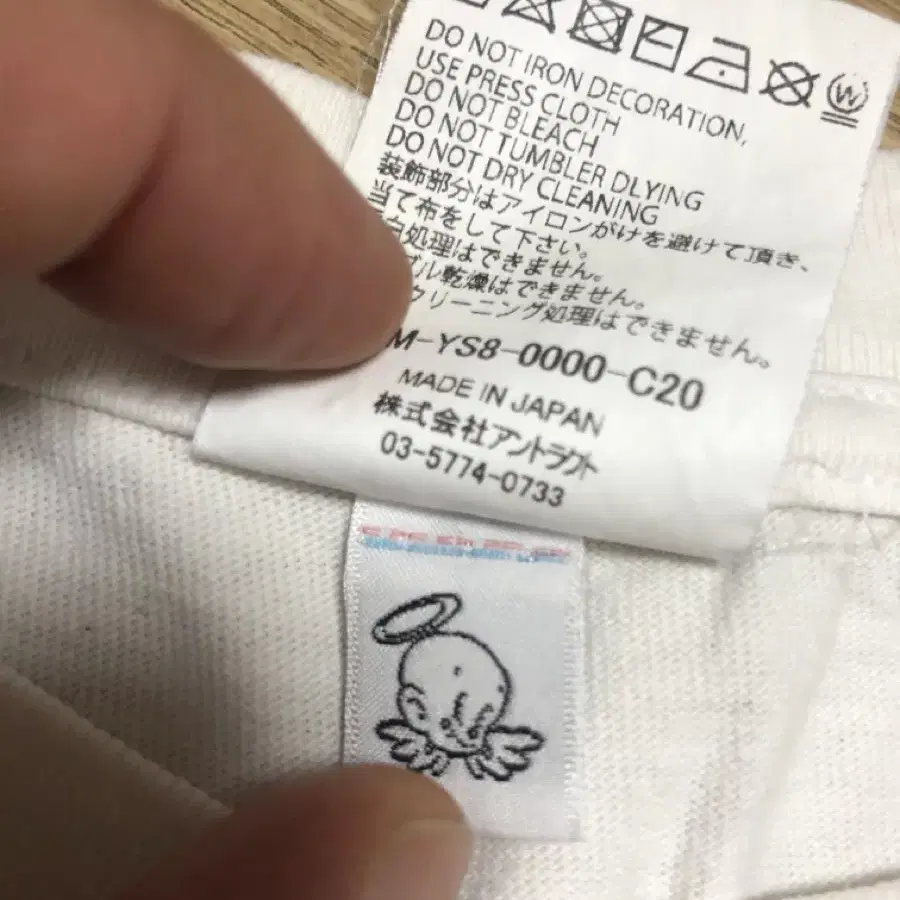 DO NOT IRON DECORATION,
USE PRESS CLOTH
DO NOT BLEACH
DO NOT TUMBLER DLYING
DO NOT DRY CLEANING
装飾部分はアイロンがけを避けて頂き、
当て布をして下さい。
白処理はできません。
ブル乾燥はできません。
クリーニング処理はできません。
M-YS8-0000-C20
MADE IN JAPAN
株式会社アントラクト
03-5774-0733
W